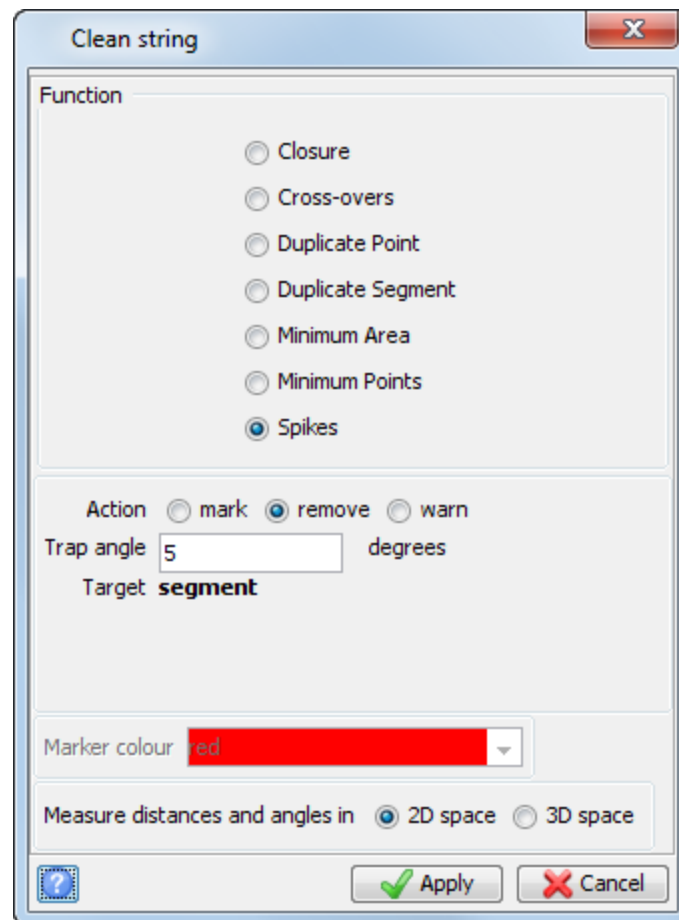 Clean string
Function
Closure
Cross-overs
Duplicate Point
Duplicate Segment
Minimum Area
Minimum Points
Spikes
Action mark remove warn
Trap angle 5 degrees
Target segment
Marker colour red
Measure distances and angles in 2D space 3D space
? Apply Cancel